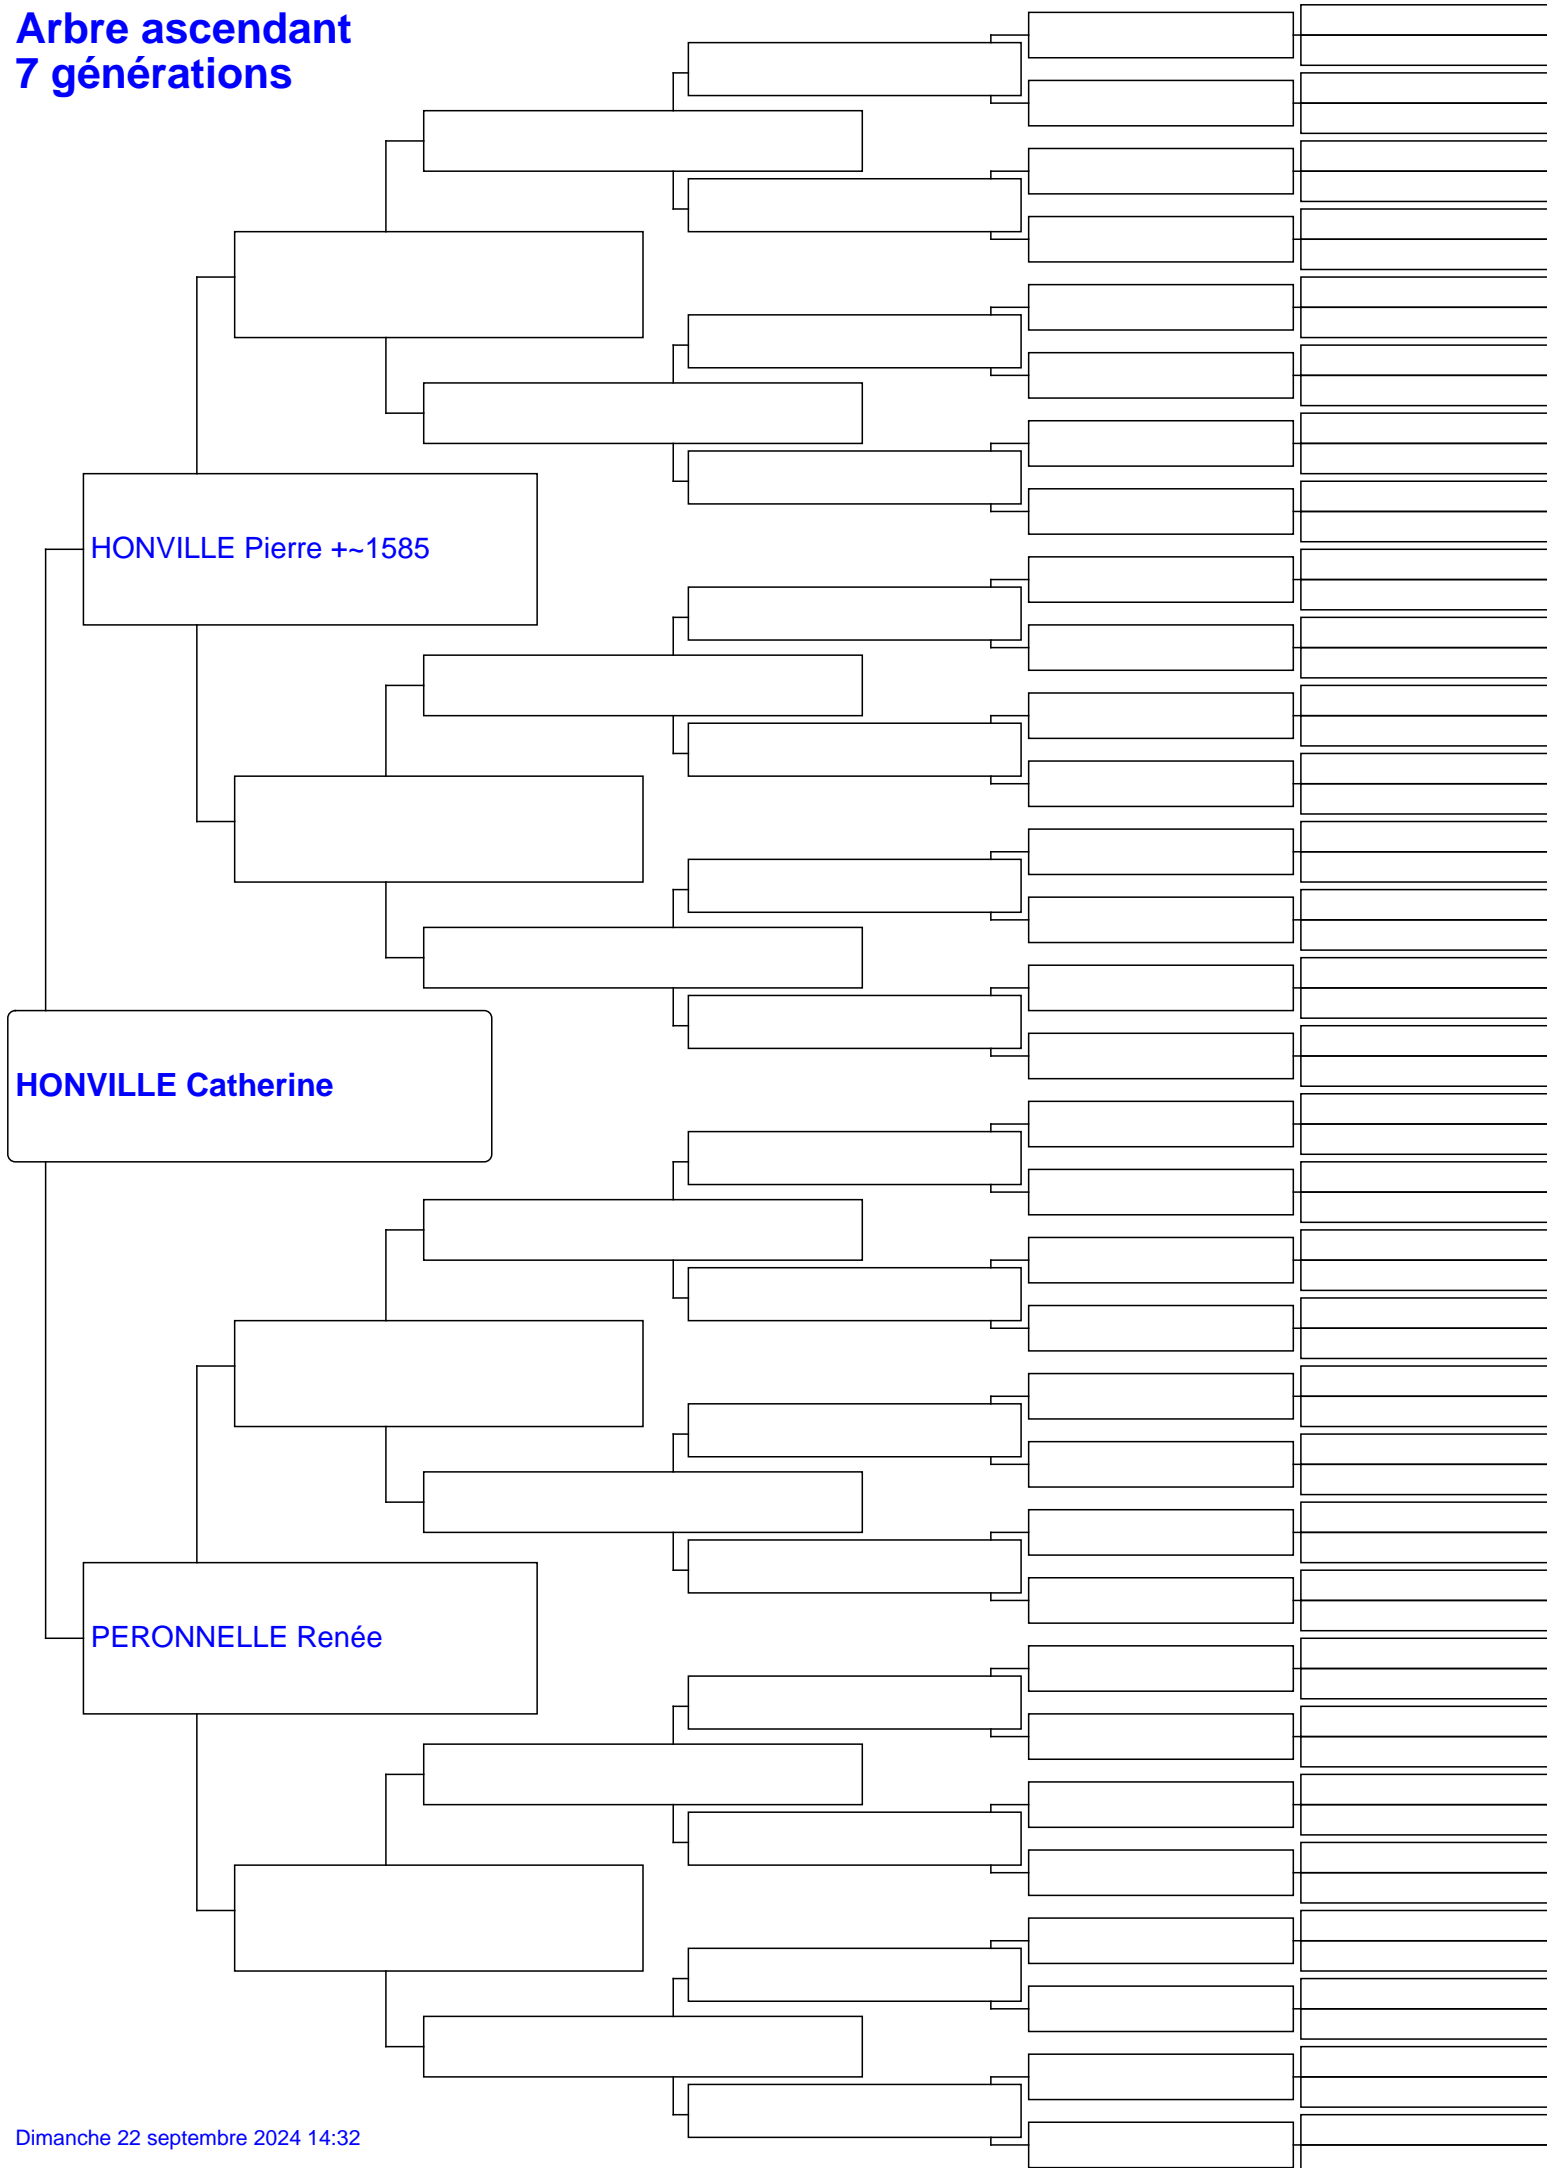 Arbre ascendant
7 générations
HONVILLE Pierre +~1585
HONVILLE Catherine
PERONNELLE Renée
Dimanche 22 septembre 2024 14:32